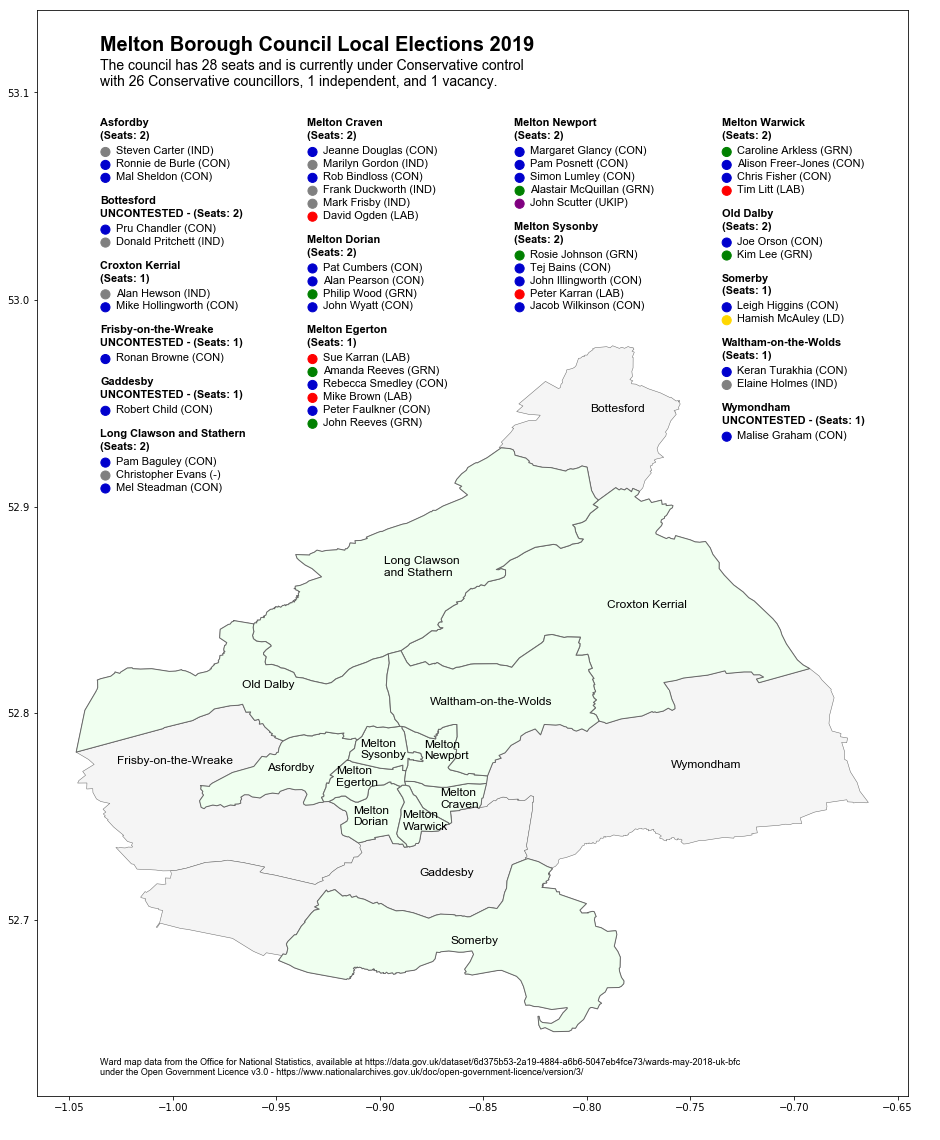 Melton Borough Council Local Elections 2019
The council has 28 seats and is currently under Conservative control
with 26 Conservative councillors, 1 independent, and 1 vacancy.
Asfordby
(Seats: 2)
Steven Carter (IND)
Ronnie de Burle (CON)
Mal Sheldon (CON)
Bottesford
UNCONTESTED - (Seats: 2)
Pru Chandler (CON)
Donald Pritchett (IND)
Croxton Kerrial
(Seats: 1)
Alan Hewson (IND)
Mike Hollingworth (CON)
Frisby-on-the-Wreake
UNCONTESTED - (Seats: 1)
Ronan Browne (CON)
Gaddesby
UNCONTESTED - (Seats: 1)
Robert Child (CON)
Long Clawson and Stathern
(Seats: 2)
Pam Baguley (CON)
Christopher Evans (-)
Mel Steadman (CON)
Melton Craven
(Seats: 2)
Jeanne Douglas (CON)
Marilyn Gordon (IND)
Rob Bindloss (CON)
Frank Duckworth (IND)
Mark Frisby (IND)
David Ogden (LAB)
Melton Dorian
(Seats: 2)
Pat Cumbers (CON)
Alan Pearson (CON)
Philip Wood (GRN)
John Wyatt (CON)
Melton Egerton
(Seats: 1)
Sue Karran (LAB)
Amanda Reeves (GRN)
Rebecca Smedley (CON)
Mike Brown (LAB)
Peter Faulkner (CON)
John Reeves (GRN)
Melton Newport
(Seats: 2)
Margaret Glancy (CON)
Pam Posnett (CON)
Simon Lumley (CON)
Alastair McQuillan (GRN)
John Scutter (UKIP)
Melton Sysonby
(Seats: 2)
Rosie Johnson (GRN)
Tej Bains (CON)
John Illingworth (CON)
Peter Karran (LAB)
Jacob Wilkinson (CON)
Melton Warwick
(Seats: 2)
Caroline Arkless (GRN)
Alison Freer-Jones (CON)
Chris Fisher (CON)
Tim Litt (LAB)
Old Dalby
(Seats: 2)
Joe Orson (CON)
Kim Lee (GRN)
Somerby
(Seats: 1)
Leigh Higgins (CON)
Hamish McAuley (LD)
Waltham-on-the-Wolds
(Seats: 1)
Keran Turakhia (CON)
Elaine Holmes (IND)
Wymondham
UNCONTESTED - (Seats: 1)
Malise Graham (CON)
Bottesford
Long Clawson
and Stathern
Croxton Kerrial
Old Dalby
Waltham-on-the-Wolds
Frisby-on-the-Wreake
Asfordby
Melton
Sysonby
Melton
Newport
Wymondham
Melton
Egerton
Melton
Craven
Melton
Dorian
Melton
Warwick
Gaddesby
Somerby
Ward map data from the Office for National Statistics, available at https://data.gov.uk/dataset/6d375b53-2a19-4884-a6b6-5047eb4fce73/wards-may-2018-uk-bfc
under the Open Government Licence v3.0 - https://www.nationalarchives.gov.uk/doc/open-government-licence/version/3/
53.1
53.0
52.9
52.8
52.7
−1.05
−1.00
−0.95
−0.90
−0.85
−0.80
−0.75
−0.70
−0.65